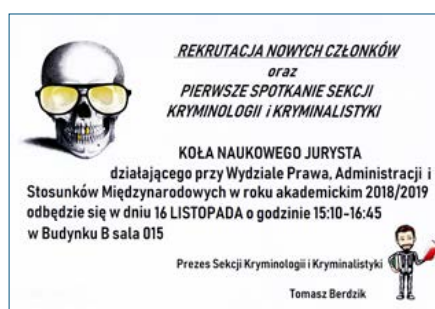 REKRUTACJA NOWYCH CZŁONKÓW
oraz
PIERWSZE SPOTKANIE SEKCJI
KRYMINOLOGII i KRYMINALISTYKI
KOŁA NAUKOWEGO JURYSTA
działającego przy Wydziale Prawa, Administracji i
Stosunków Międzynarodowych w roku akademickim 2018/2019
odbędzie się w dniu 16 LISTOPADA o godzinie 15:10-16:45
w Budynku B sala 015
Prezes Sekcji Kryminologii i Kryminalistyki
Tomasz Berdzik